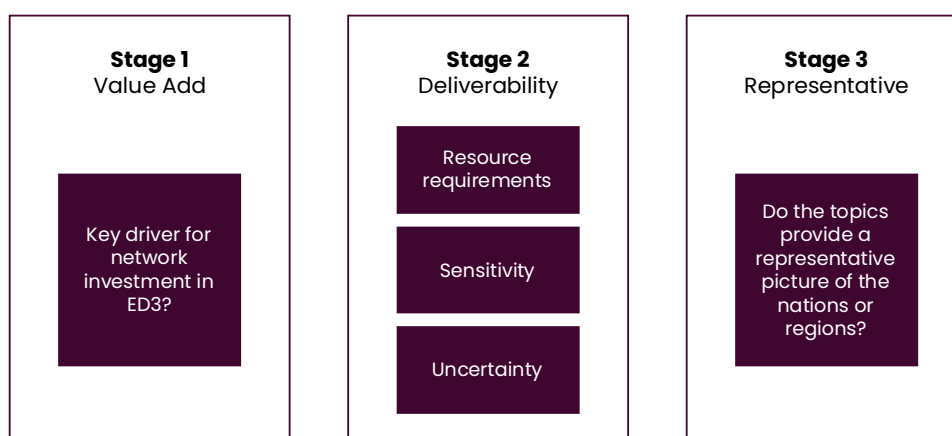 Stage 1
Value Add
Key driver for
network
investment in
ED3?
Stage 2
Deliverability
Resource
requirements
Sensitivity
Uncertainty
Stage 3
Representative
Do the topics
provide a
representative
picture of the
nations or
regions?